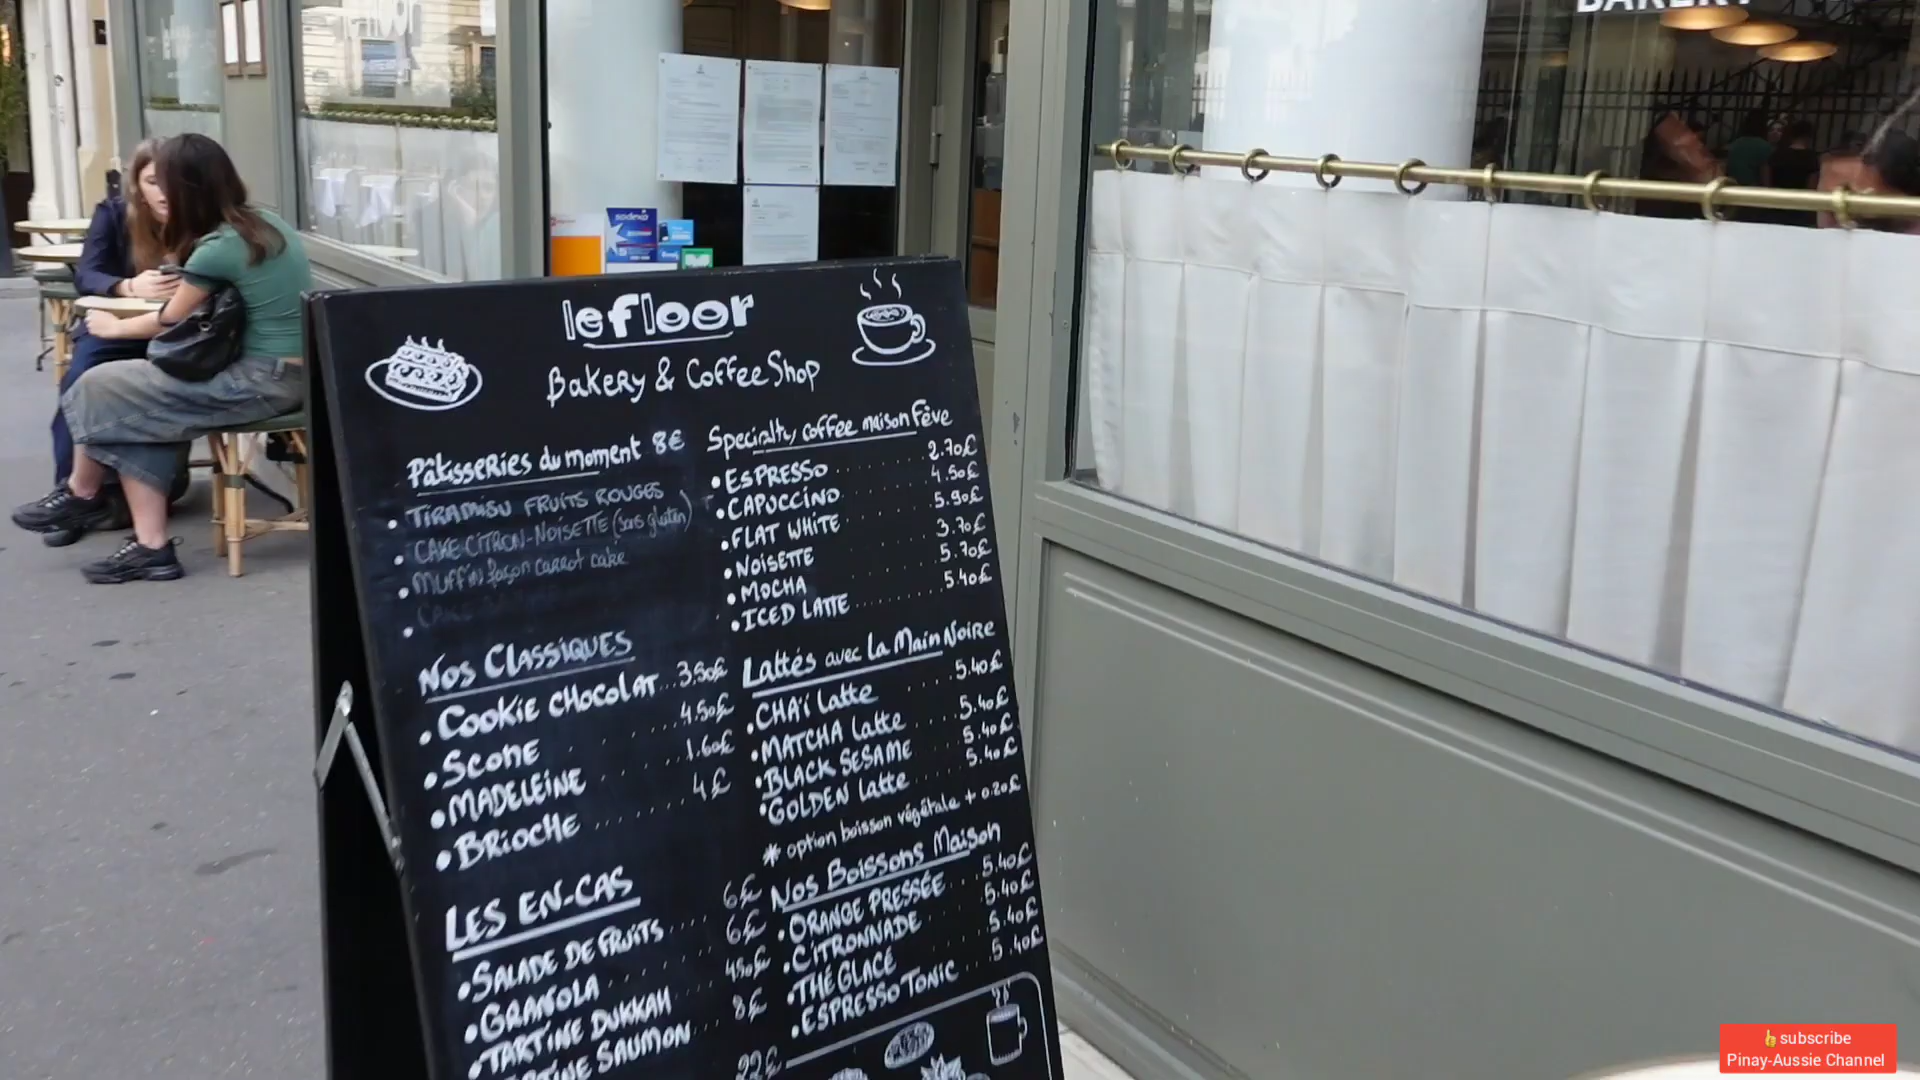 BAKERY
sodexo
lefloor
Bakery & Coffee Shop
Pâtisseries du moment 8€
• TIRAMISU FRUITS ROUGES
• CAKE CITRON-NOISETTE (sans gluten)
• Muffin façon carrot cake
• CAKE
Nos CLASSIQUES
• COOKIE CHOCOLAT... 3.50€
• SCONE ..... 4.50€
• MADELEINE ..... 1.60€
• BRIOCHE ..... 4€
LES EN-CAS
• SALADE DE FRUITS .... 6€
• GRANOLA ..... 6€
• TARTINE DUKKAH ... 4.50€
TARTINE SAUMON ... 8€
22€
Specialty coffee maison Fève
• ESPRESSO ..... 2.70€
• CAPUCCINO ..... 4.50€
• FLAT WHITE ..... 5.90€
• NOISETTE ..... 3.70€
• MOCHA ..... 5.70€
• ICED LATTE ..... 5.40€
Lattés avec La Main Noire
• CHAÏ Latte .... 5.40€
• MATCHA Latte .... 5.40€
• BLACK SESAME .... 5.40€
• GOLDEN Latte .... 5.40€
* option boisson végétale + 0.20€
Nos Boissons Maison
• ORANGE PRESSÉE ... 5.40€
• CITRONNADE .... 5.40€
• THÉ GLACÉ .... 5.40€
• ESPRESSO TONIC ... 5.40€
👍subscribe
Pinay-Aussie Channel